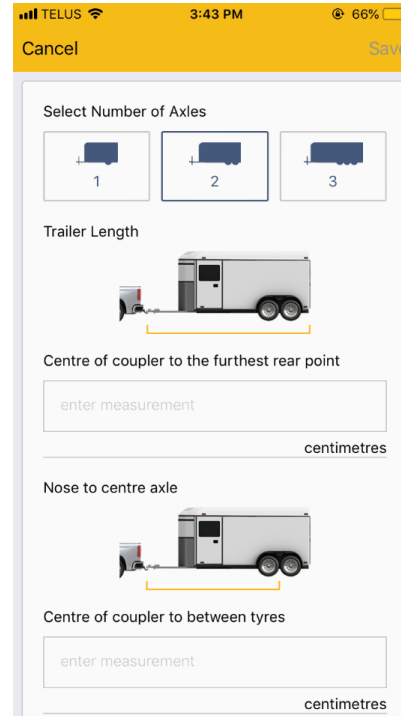 TELUS 3:43 PM 66%
Cancel Save
Select Number of Axles
1 2 3
Trailer Length
Centre of coupler to the furthest rear point
enter measurement
centimetres
Nose to centre axle
Centre of coupler to between tyres
enter measurement
centimetres